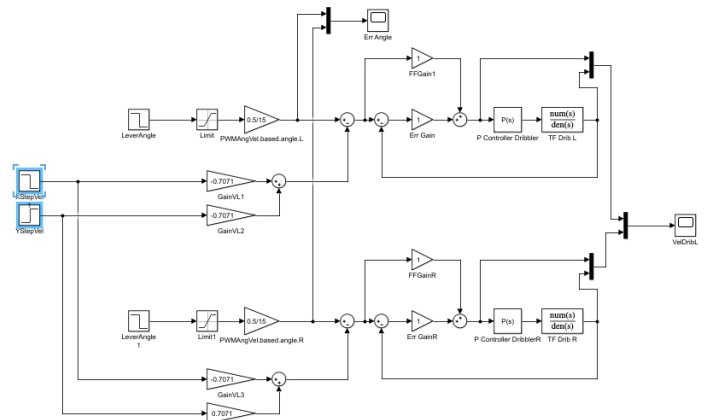 Err Angle
1
FFGain1
LeverAngle
Limit
0.5/15
PWMAngVel.based.angle.L
1
Err Gain
P(s)
P Controller Dribbler
num(s)
den(s)
TF Drib L
XStepVel
-0.7071
GainVL1
YStepVel
-0.7071
GainVL2
VelDribL
1
FFGainR
LeverAngle
1
Limit1
0.5/15
PWMAngVel.based.angle.R
1
Err GainR
P(s)
P Controller DribblerR
num(s)
den(s)
TF Drib R
-0.7071
GainVL3
0.7071